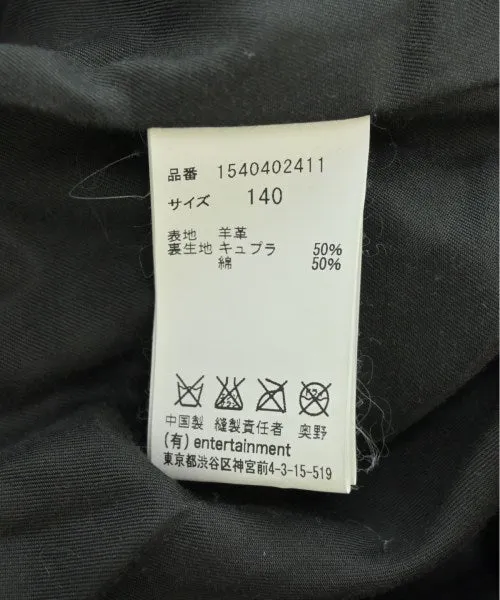 品番 1540402411
サイズ 140
表地 羊革
裏生地 キュプラ 50%
綿 50%
中国製 縫製責任者 奥野
(有) entertainment
東京都渋谷区神宮前4-3-15-519